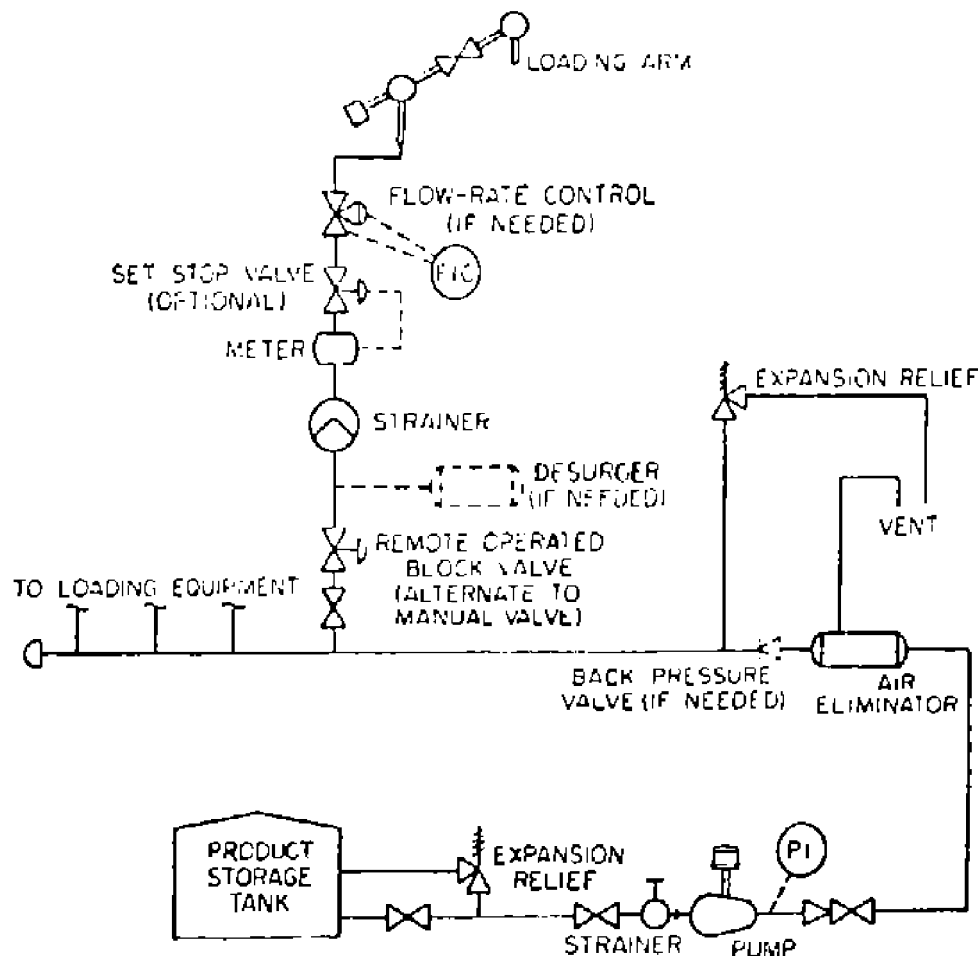 LOADING ARM
FLOW-RATE CONTROL
(IF NEEDED)
FIC
SET STOP VALVE
(OPTIONAL)
METER
EXPANSION RELIEF
STRAINER
DESURGER
(IF NEEDED)
VENT
REMOTE OPERATED
BLOCK VALVE
(ALTERNATE TO
MANUAL VALVE)
TO LOADING EQUIPMENT
BACK PRESSURE
VALVE (IF NEEDED)
AIR
ELIMINATOR
PRODUCT
STORAGE
TANK
EXPANSION
RELIEF
PI
STRAINER
PUMP